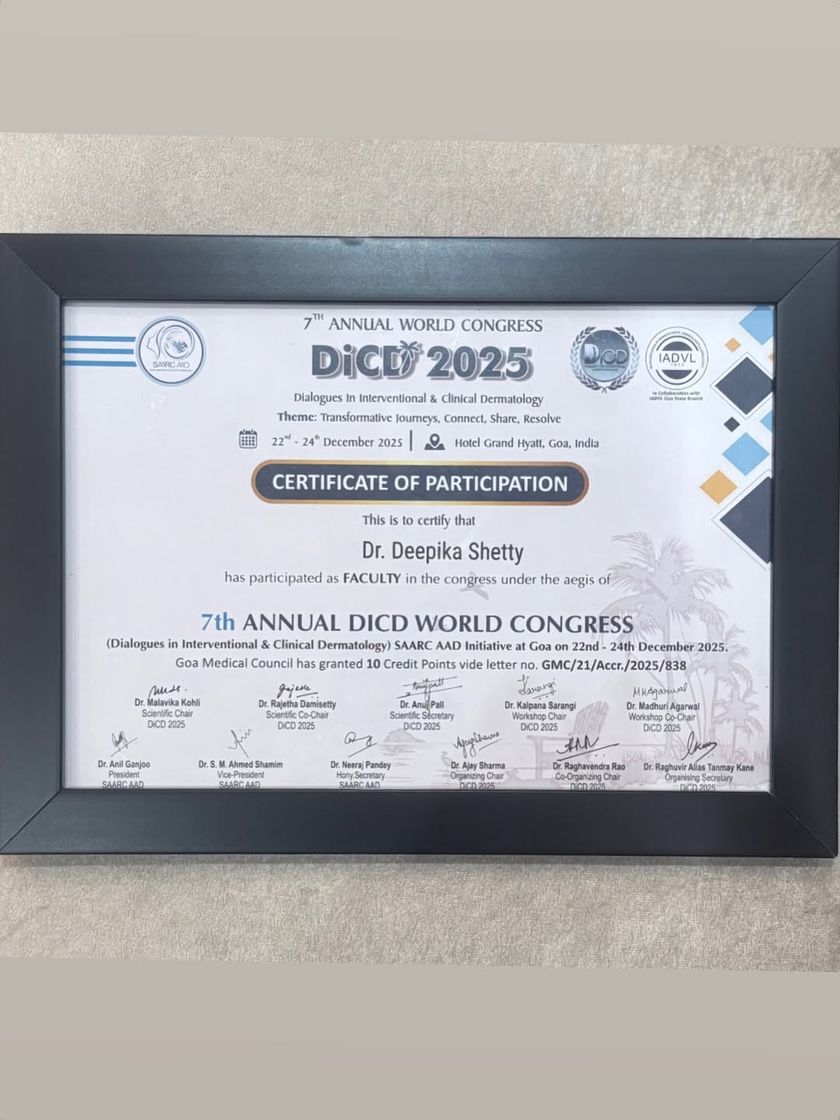 7TH ANNUAL WORLD CONGRESS
DiCD 2025
SAARC AAD
DiCD
IADVL
1973
In Collaboration with
IADVL Goa State Branch
Dialogues In Interventional & Clinical Dermatology
Theme: Transformative Journeys, Connect, Share, Resolve
22nd - 24th December 2025 | Hotel Grand Hyatt, Goa, India
CERTIFICATE OF PARTICIPATION
This is to certify that
Dr. Deepika Shetty
has participated as FACULTY in the congress under the aegis of
7th ANNUAL DICD WORLD CONGRESS
(Dialogues in Interventional & Clinical Dermatology) SAARC AAD Initiative at Goa on 22nd - 24th December 2025.
Goa Medical Council has granted 10 Credit Points vide letter no. GMC/21/Accr./2025/838
Dr. Malavika Kohli
Scientific Chair
DiCD 2025
Dr. Rajetha Damisetty
Scientific Co-Chair
DiCD 2025
Dr. Anuj Pall
Scientific Secretary
DiCD 2025
Dr. Kalpana Sarangi
Workshop Chair
DiCD 2025
MHAgarwal
Dr. Madhuri Agarwal
Workshop Co-Chair
DiCD 2025
Dr. Anil Ganjoo
President
SAARC AAD
Dr. S. M. Ahmed Shamim
Vice-President
SAARC AAD
Dr. Neeraj Pandey
Hony.Secretary
SAARC AAD
Dr. Ajay Sharma
Organizing Chair
DiCD 2025
Dr. Raghavendra Rao
Co-Organizing Chair
DiCD 2025
Dr. Raghuvir Alias Tanmay Kane
Organising Secretary
DiCD 2025